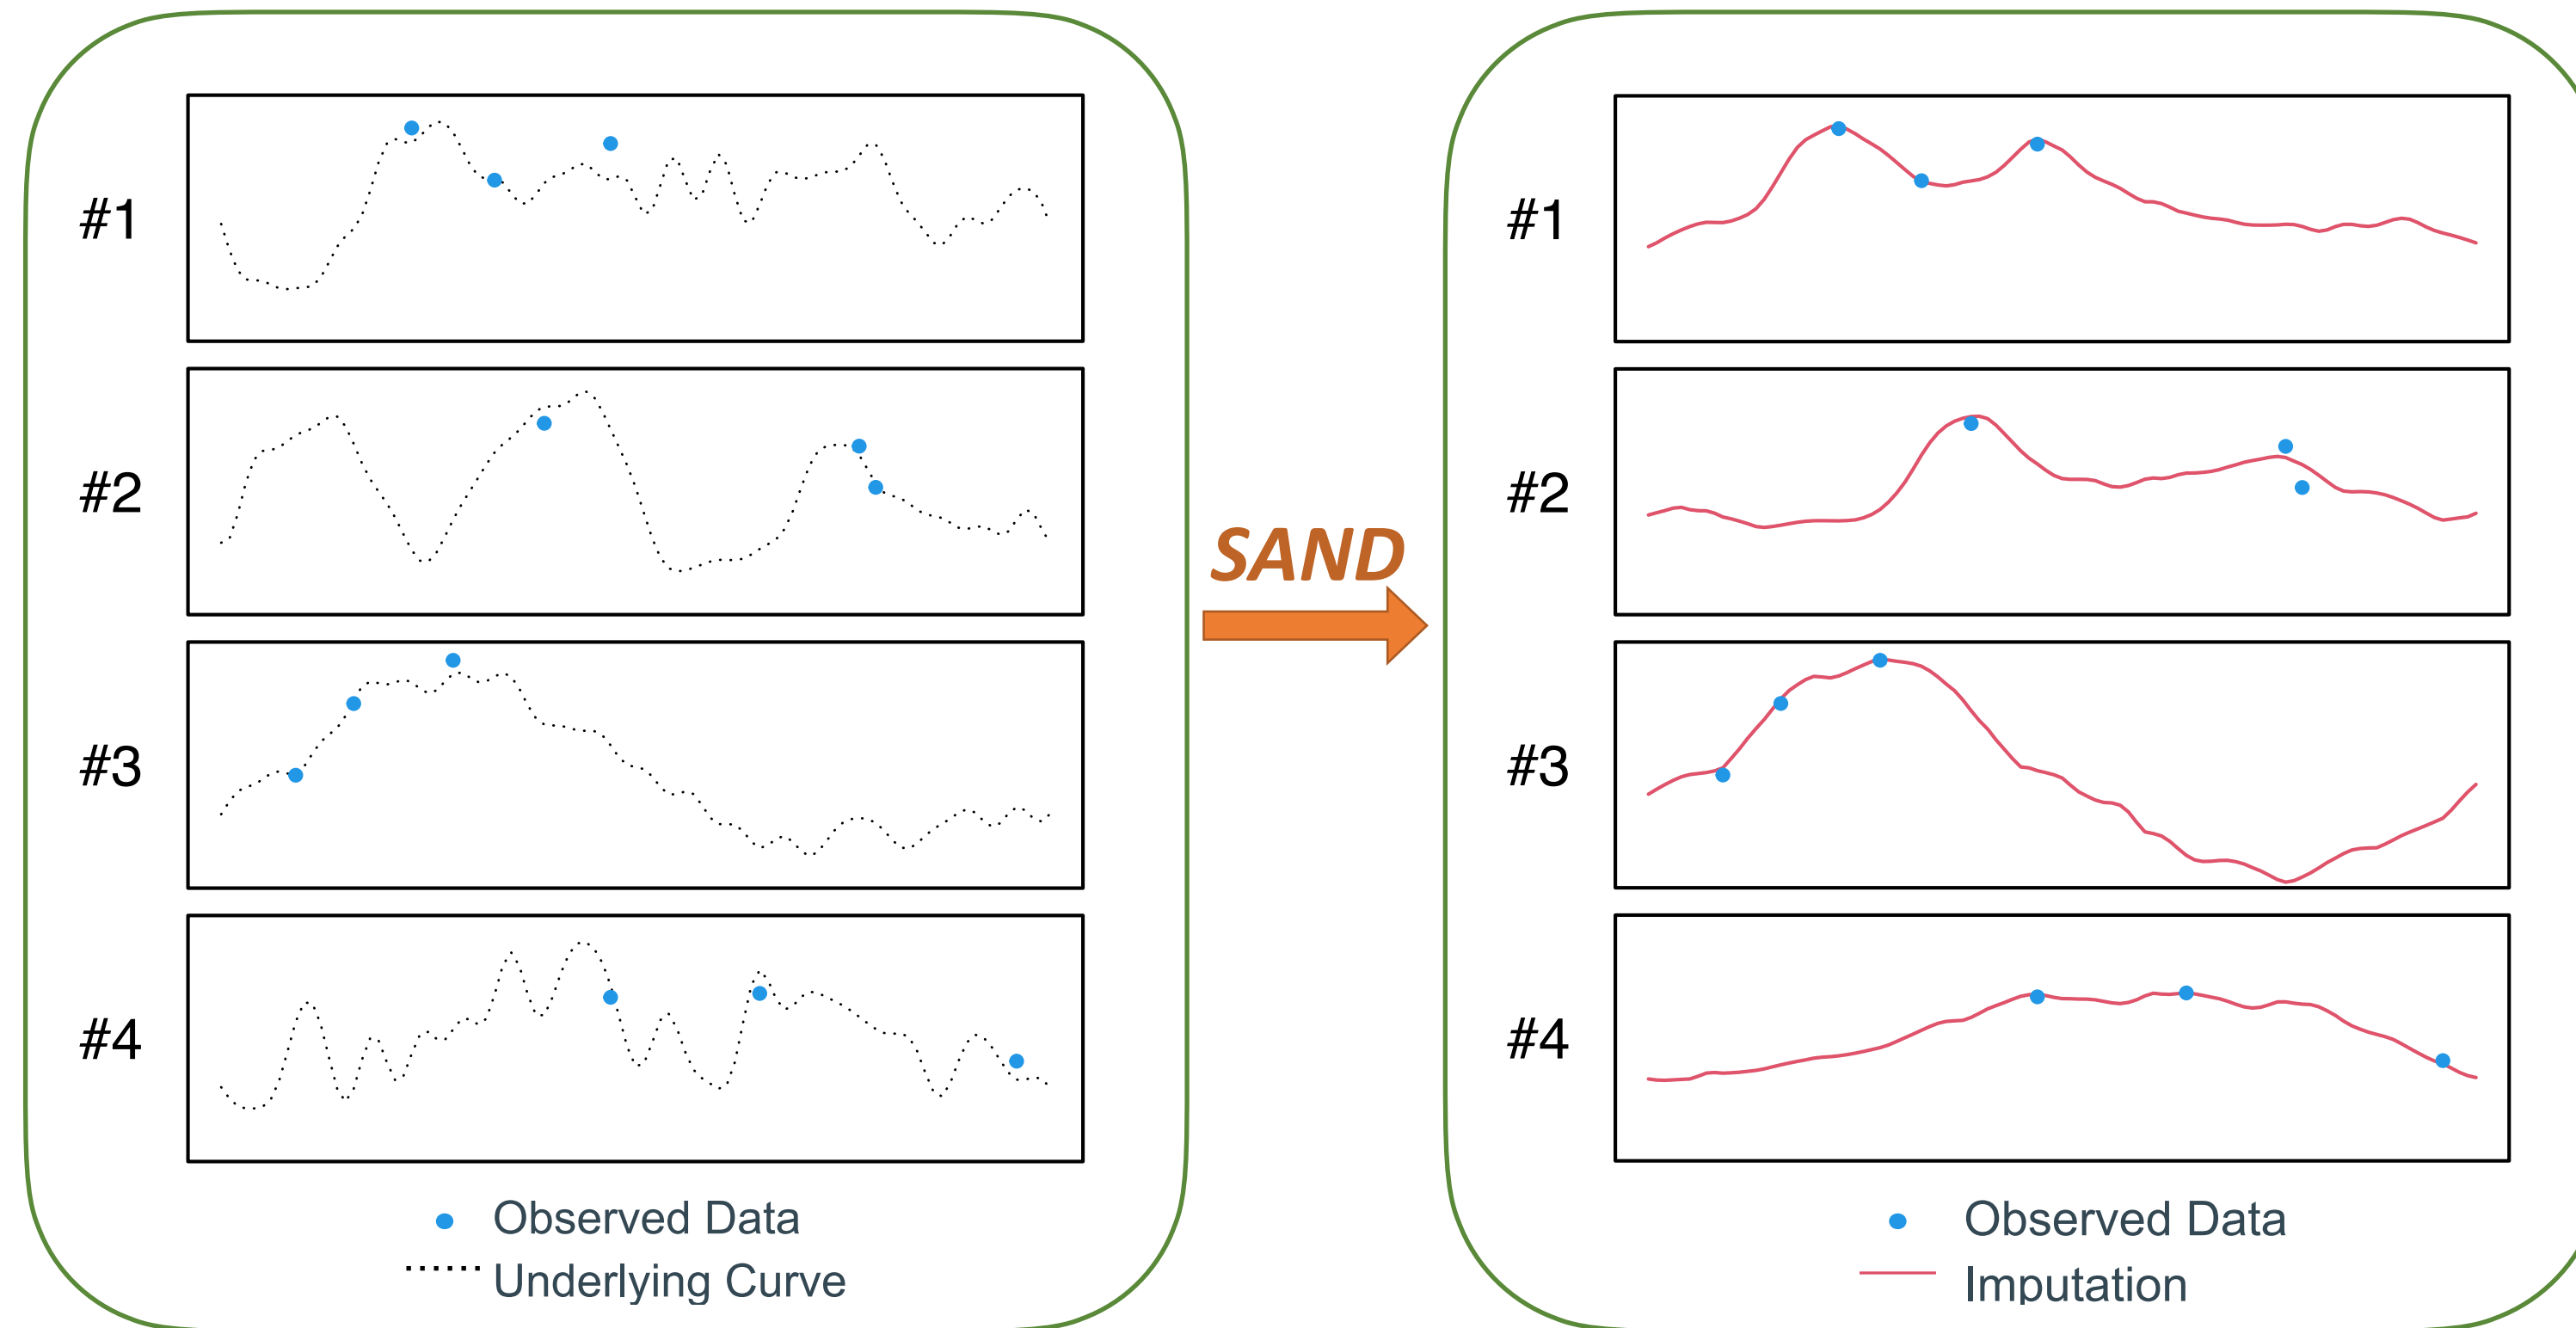 #1
#2
#3
#4
Observed Data
Underlying Curve
SAND
#1
#2
#3
#4
Observed Data
Imputation